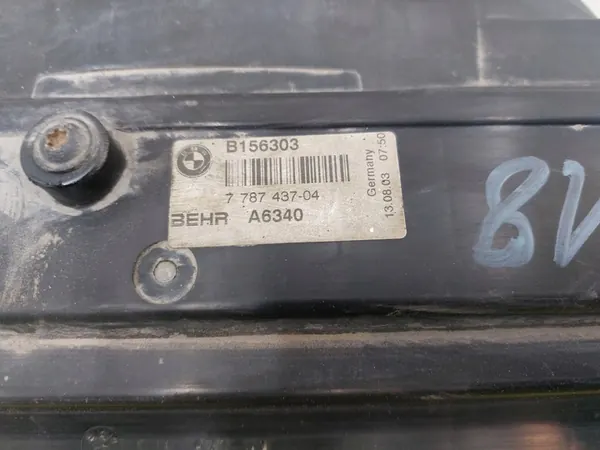 B156303
7 787 437-04
BEHR A6340
Germany
13.08.03 07:50
8V